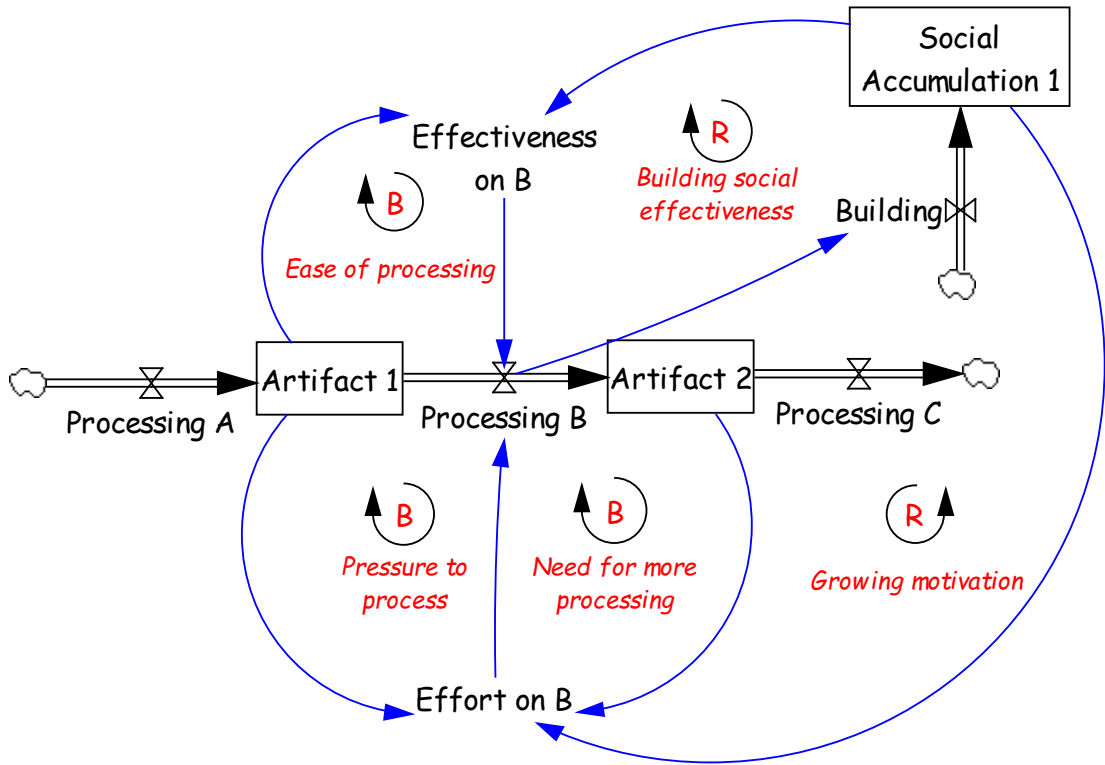 Social
Accumulation 1
Effectiveness
on B
R
Building social
effectiveness
B
Building
Ease of processing
Artifact 1
Artifact 2
Processing A
Processing B
Processing C
B
Pressure to
process
B
Need for more
processing
R
Growing motivation
Effort on B